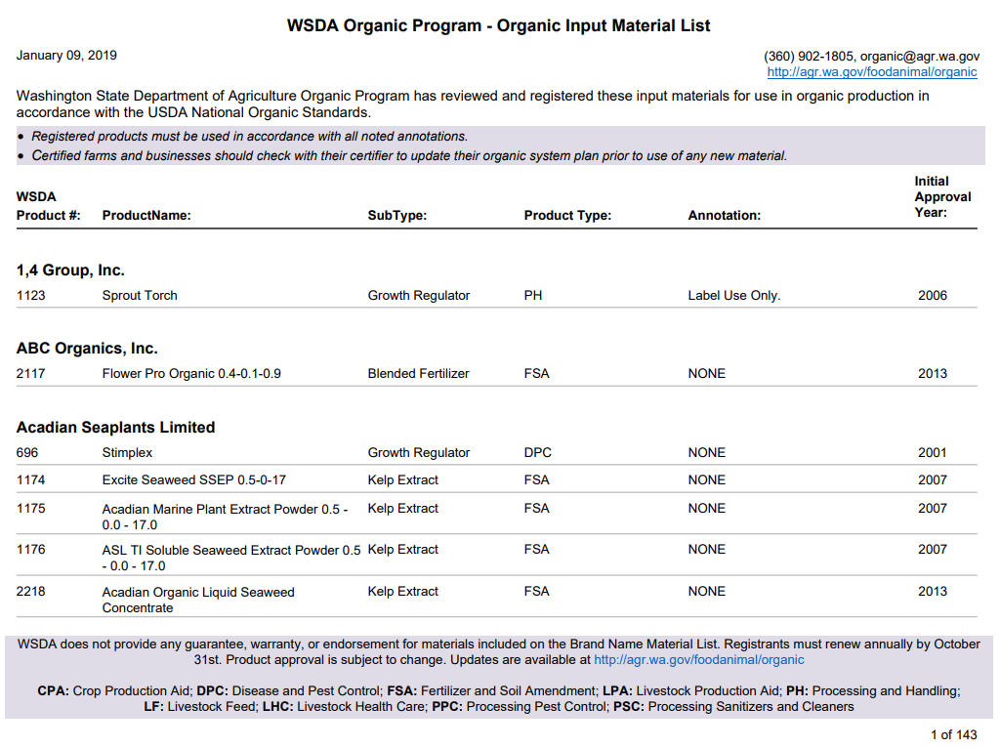 WSDA Organic Program - Organic Input Material List
January 09, 2019
(360) 902-1805, organic@agr.wa.gov
http://agr.wa.gov/foodanimal/organic
Washington State Department of Agriculture Organic Program has reviewed and registered these input materials for use in organic production in
accordance with the USDA National Organic Standards.
• Registered products must be used in accordance with all noted annotations.
• Certified farms and businesses should check with their certifier to update their organic system plan prior to use of any new material.
WSDA
Product #: ProductName: SubType: Product Type: Annotation: Initial
Approval
Year:
1,4 Group, Inc.
1123 Sprout Torch Growth Regulator PH Label Use Only. 2006
ABC Organics, Inc.
2117 Flower Pro Organic 0.4-0.1-0.9 Blended Fertilizer FSA NONE 2013
Acadian Seaplants Limited
696 Stimplex Growth Regulator DPC NONE 2001
1174 Excite Seaweed SSEP 0.5-0-17 Kelp Extract FSA NONE 2007
1175 Acadian Marine Plant Extract Powder 0.5 - Kelp Extract FSA NONE 2007
0.0 - 17.0
1176 ASL TI Soluble Seaweed Extract Powder 0.5 Kelp Extract FSA NONE 2007
- 0.0 - 17.0
2218 Acadian Organic Liquid Seaweed Kelp Extract FSA NONE 2013
Concentrate
WSDA does not provide any guarantee, warranty, or endorsement for materials included on the Brand Name Material List. Registrants must renew annually by October
31st. Product approval is subject to change. Updates are available at http://agr.wa.gov/foodanimal/organic
CPA: Crop Production Aid; DPC: Disease and Pest Control; FSA: Fertilizer and Soil Amendment; LPA: Livestock Production Aid; PH: Processing and Handling;
LF: Livestock Feed; LHC: Livestock Health Care; PPC: Processing Pest Control; PSC: Processing Sanitizers and Cleaners
1 of 143